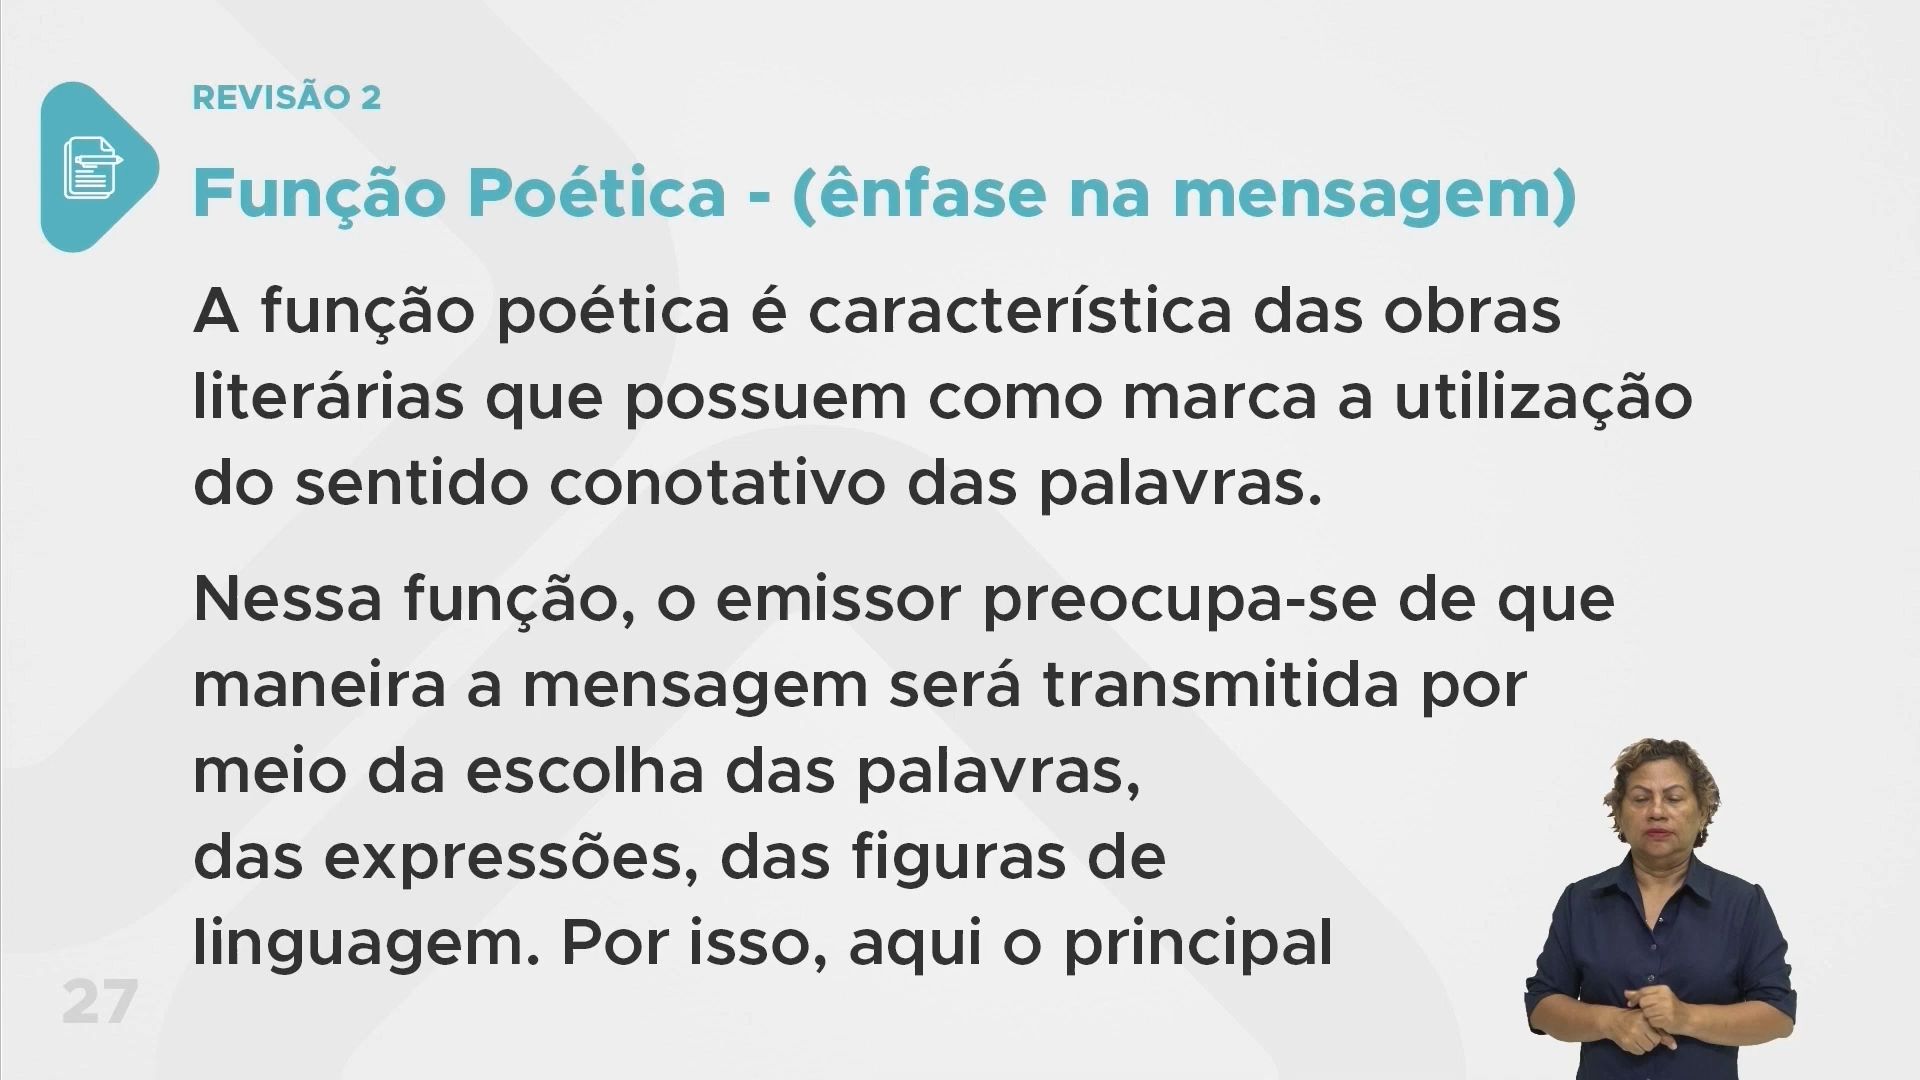 REVISÃO 2
Função Poética - (ênfase na mensagem)
A função poética é característica das obras
literárias que possuem como marca a utilização
do sentido conotativo das palavras.
Nessa função, o emissor preocupa-se de que
maneira a mensagem será transmitida por
meio da escolha das palavras,
das expressões, das figuras de
linguagem. Por isso, aqui o principal
27